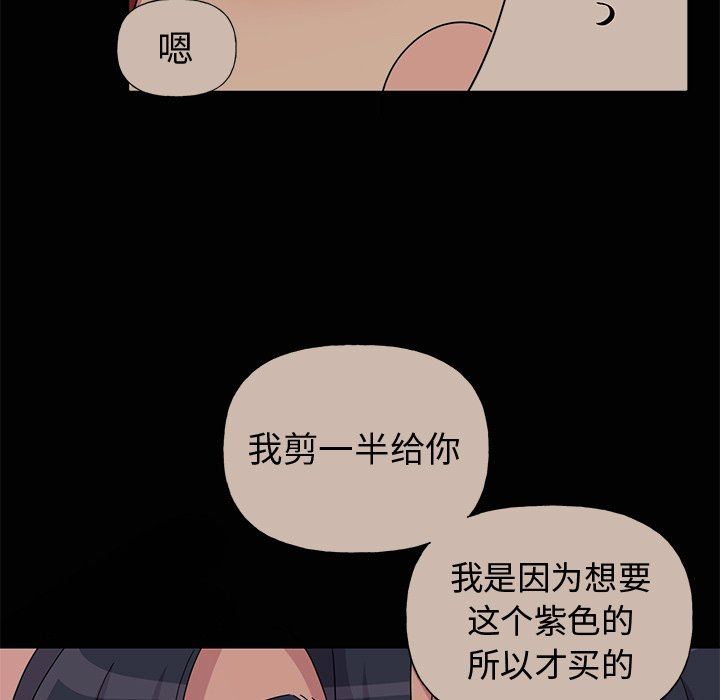 嗯
我剪一半给你
我是因为想要
这个紫色的
所以才买的